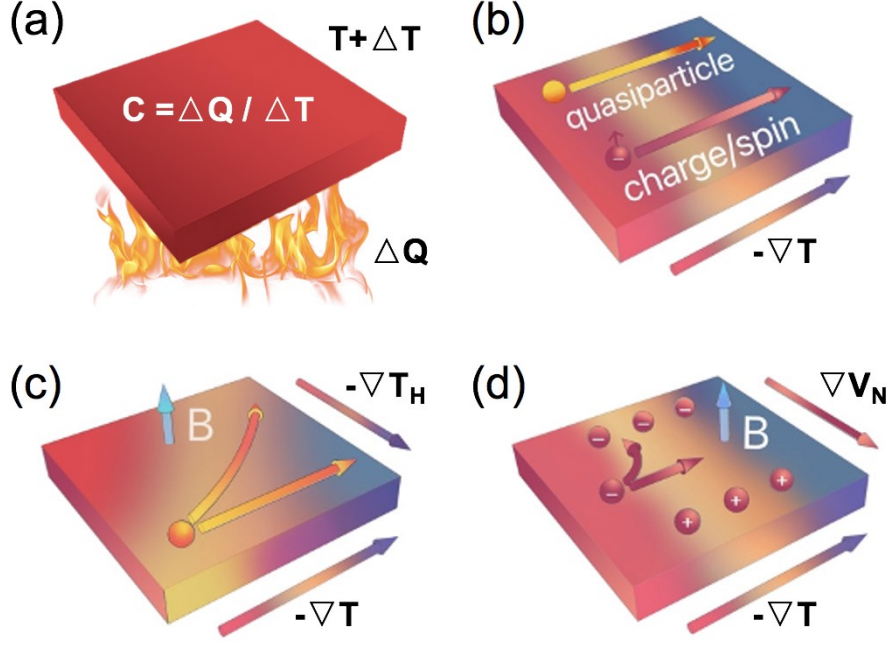 (a)
T+△T
C =△Q / △T
△Q
(b)
quasiparticle
−
charge/spin
-▽T
(c)
-▽T_H
B
-▽T
(d)
▽V_N
− − −
B
−
+ + +
-▽T